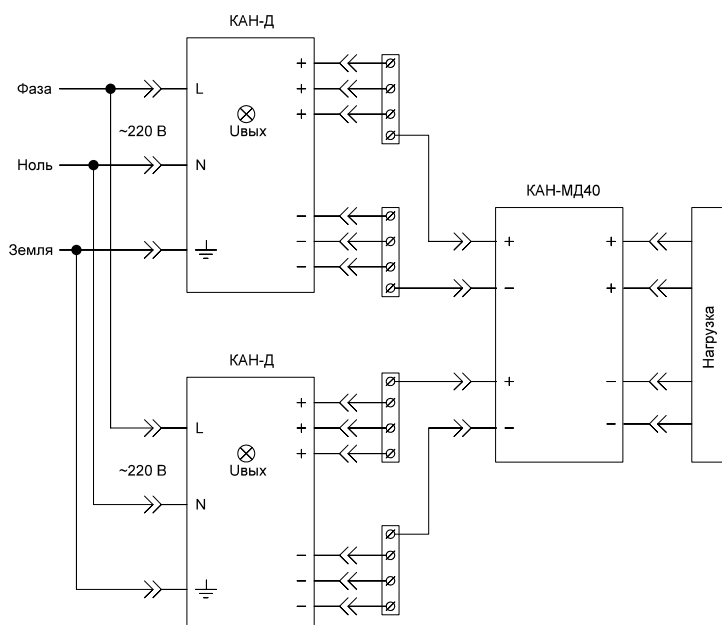 КАН-Д
Фаза
L
+
+
+
~220 В
Uвых
Ноль
N
Земля
−
−
−
КАН-МД40
+
−
+
−
+
+
−
−
Нагрузка
КАН-Д
L
+
+
+
~220 В
Uвых
N
−
−
−